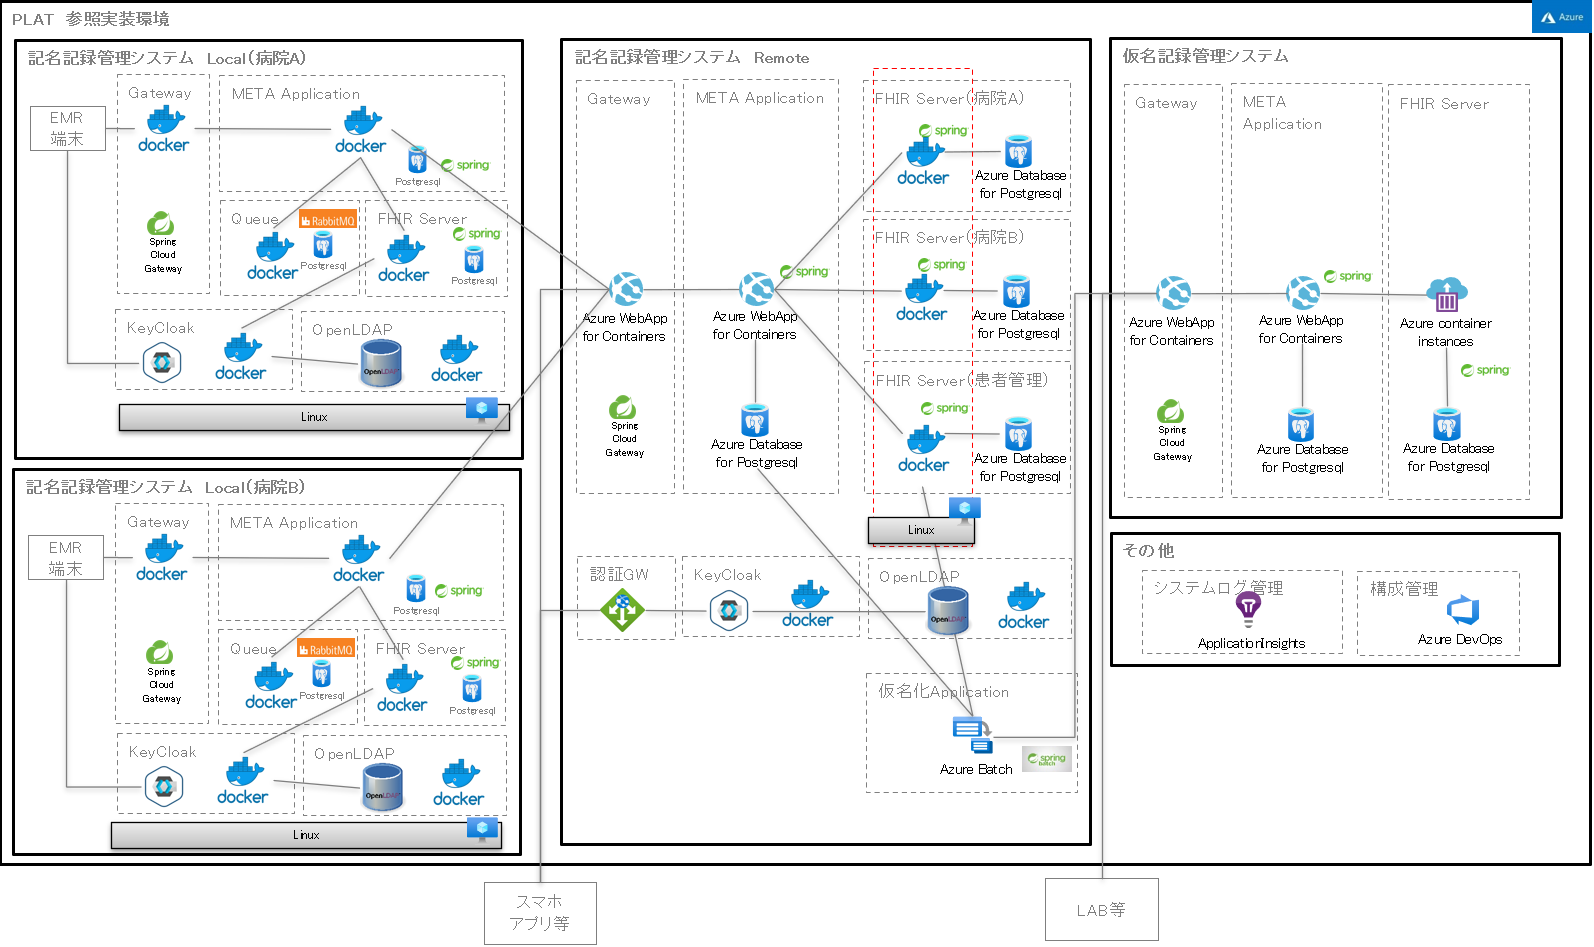 PLAT 参照実装環境
Azure
記名記録管理システム Local(病院A)
Gateway
META Application
EMR
端末
docker
docker
Postgresql
spring
Queue
RabbitMQ
FHIR Server
spring
Spring
Cloud
Gateway
docker
Postgresql
docker
Postgresql
KeyCloak
OpenLDAP
docker
OpenLDAP
docker
Linux
記名記録管理システム Local(病院B)
Gateway
META Application
EMR
端末
docker
docker
Postgresql
spring
Queue
RabbitMQ
FHIR Server
spring
Spring
Cloud
Gateway
docker
Postgresql
docker
Postgresql
KeyCloak
OpenLDAP
docker
OpenLDAP
docker
Linux
記名記録管理システム Remote
Gateway
META Application
FHIR Server(病院A)
spring
docker
Azure Database
for Postgresql
FHIR Server(病院B)
spring
docker
Azure Database
for Postgresql
Azure WebApp
for Containers
spring
Azure WebApp
for Containers
FHIR Server(患者管理)
spring
docker
Azure Database
for Postgresql
Spring
Cloud
Gateway
Azure Database
for Postgresql
Linux
認証GW
KeyCloak
docker
OpenLDAP
OpenLDAP
docker
仮名化Application
Azure Batch
spring
batch
仮名記録管理システム
Gateway
META
Application
FHIR Server
Azure WebApp
for Containers
spring
Azure WebApp
for Containers
Azure container
instances
spring
Spring
Cloud
Gateway
Azure Database
for Postgresql
Azure Database
for Postgresql
その他
システムログ管理
ApplicationInsights
構成管理
Azure DevOps
スマホ
アプリ等
LAB等